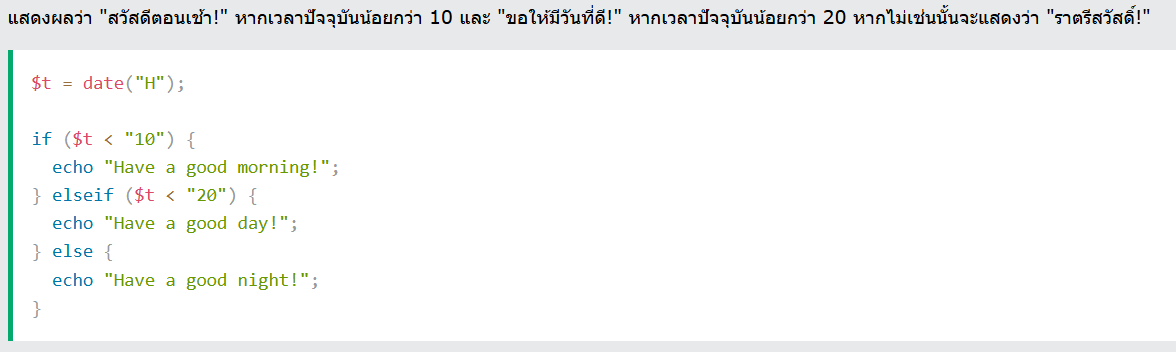 แสดงผลว่า "สวัสดีตอนเช้า!" หากเวลาปัจจุบันน้อยกว่า 10 และ "ขอให้มีวันที่ดี!" หากเวลาปัจจุบันน้อยกว่า 20 หากไม่เช่นนั้นจะแสดงว่า "ราตรีสวัสดิ์!"
$t = date("H");
if ($t < "10") {
  echo "Have a good morning!";
} elseif ($t < "20") {
  echo "Have a good day!";
} else {
  echo "Have a good night!";
}